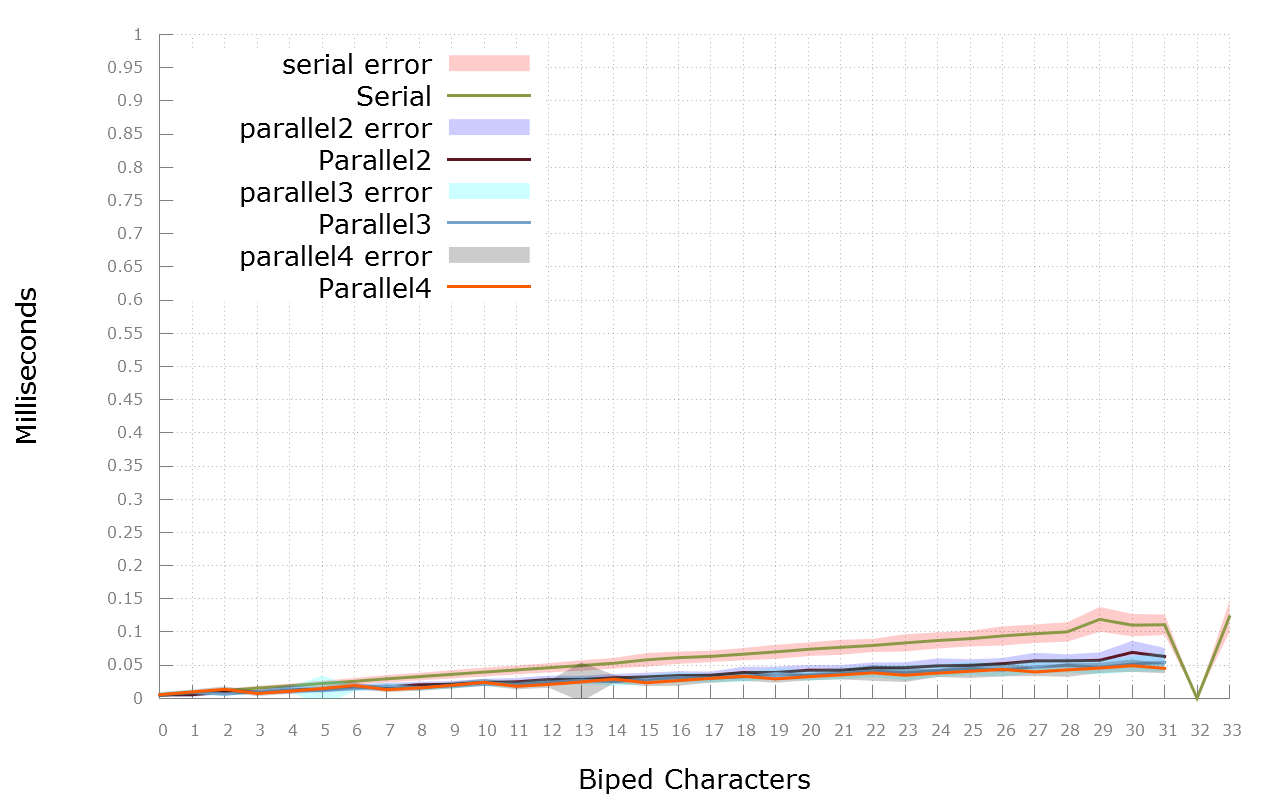 1
0.95
0.9
0.85
0.8
0.75
0.7
0.65
0.6
0.55
0.5
0.45
0.4
0.35
0.3
0.25
0.2
0.15
0.1
0.05
0
serial error
Serial
parallel2 error
Parallel2
parallel3 error
Parallel3
parallel4 error
Parallel4
Milliseconds
0 1 2 3 4 5 6 7 8 9 10 11 12 13 14 15 16 17 18 19 20 21 22 23 24 25 26 27 28 29 30 31 32 33
Biped Characters